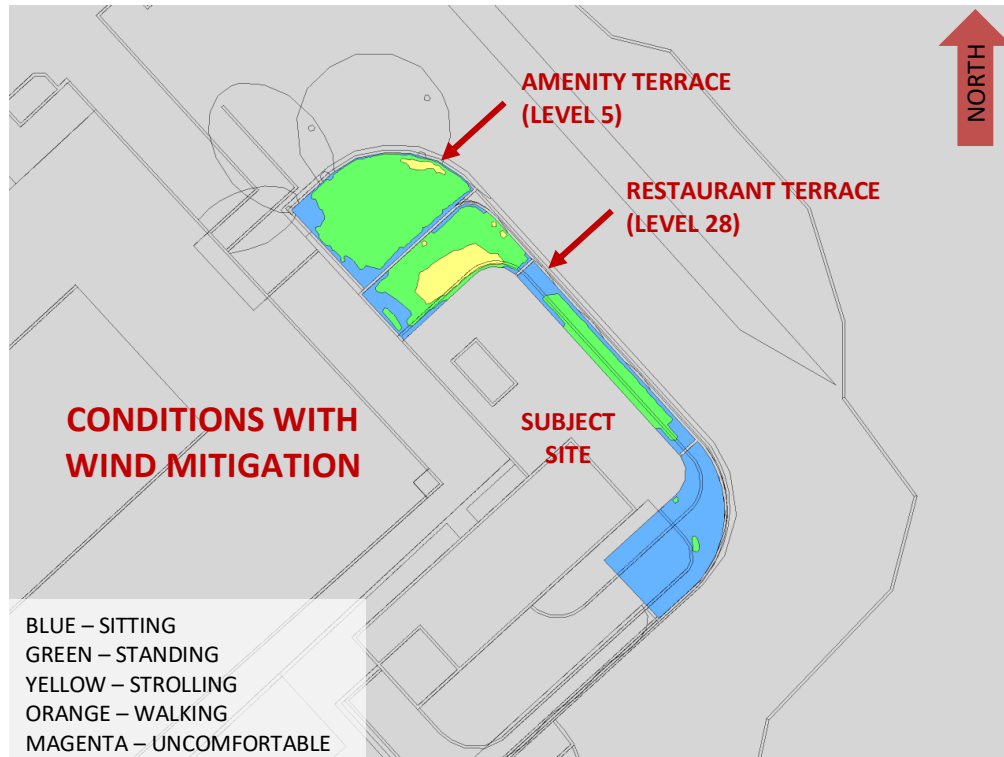 NORTH
AMENITY TERRACE
(LEVEL 5)
RESTAURANT TERRACE
(LEVEL 28)
CONDITIONS WITH
WIND MITIGATION
SUBJECT
SITE
BLUE – SITTING
GREEN – STANDING
YELLOW – STROLLING
ORANGE – WALKING
MAGENTA – UNCOMFORTABLE